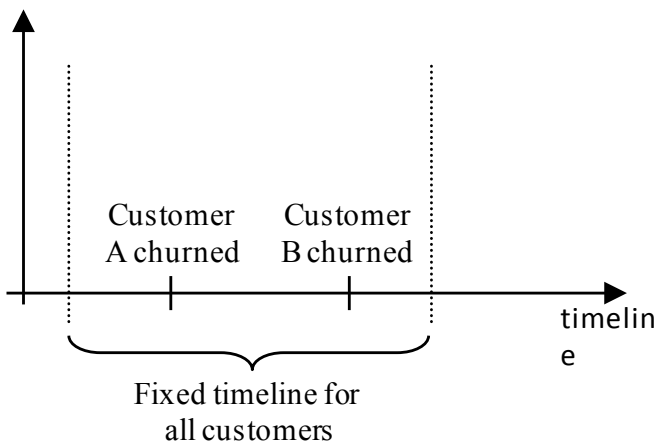 Customer
A churned
Customer
B churned
timelin
e
Fixed timeline for
all customers